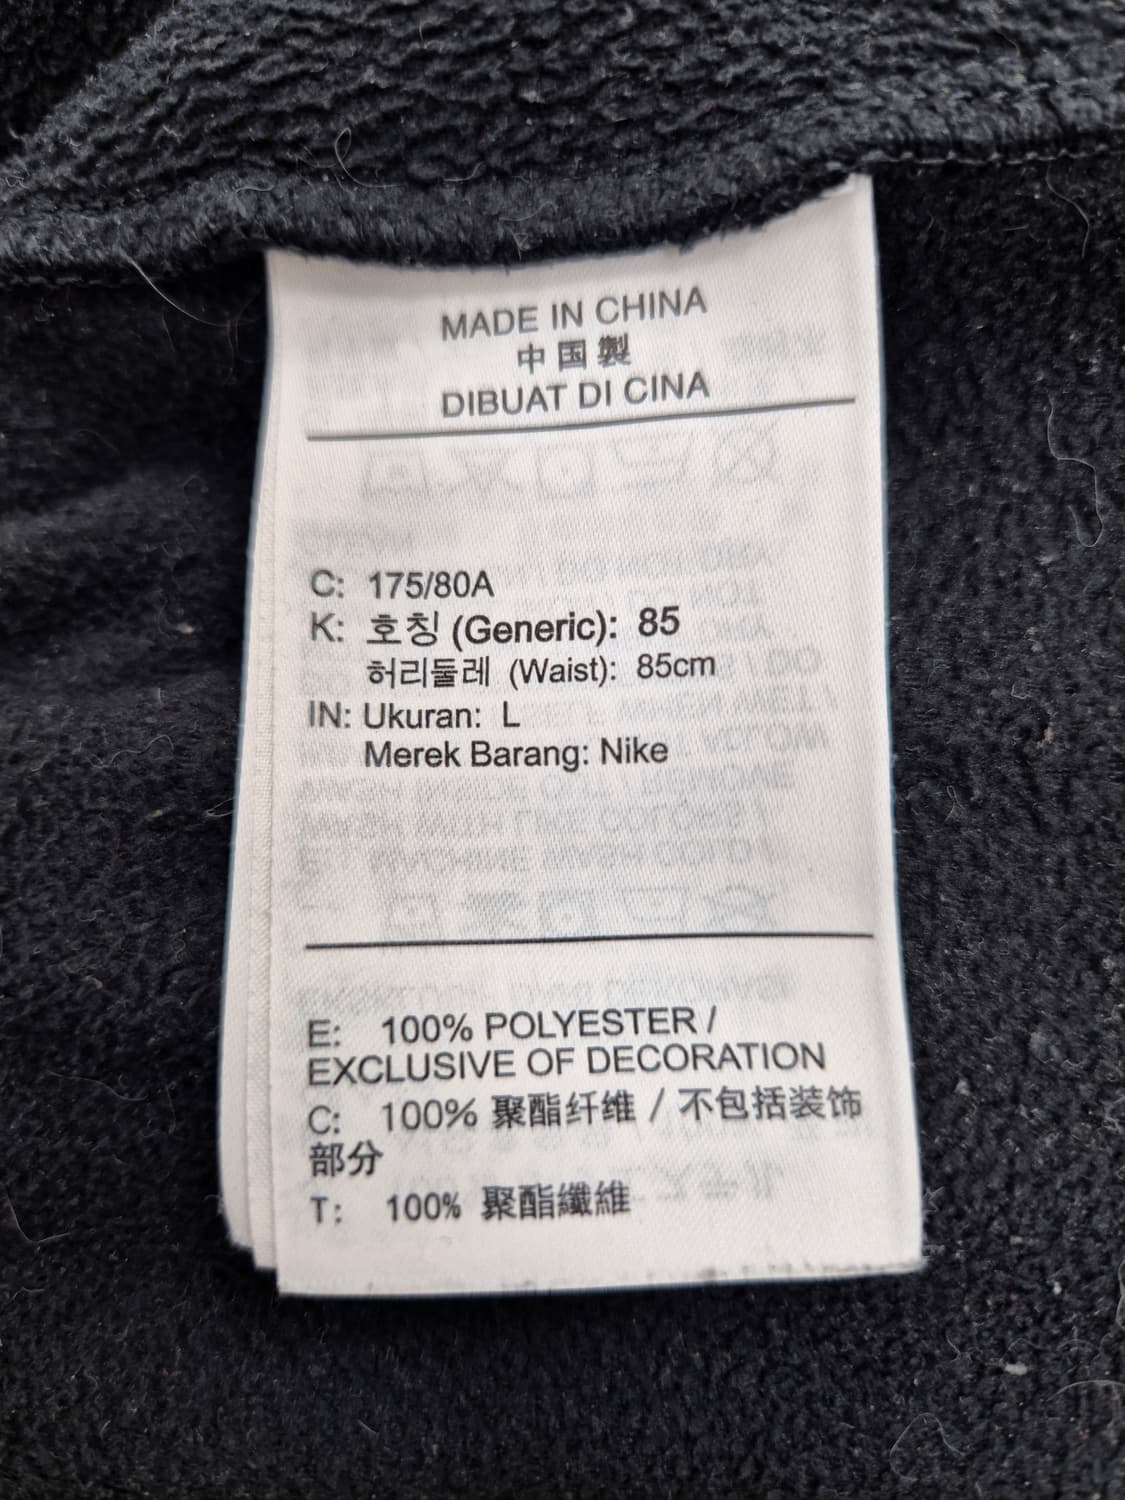 MADE IN CHINA
中国製
DIBUAT DI CINA
C: 175/80A
K: 호칭 (Generic): 85
허리둘레 (Waist): 85cm
IN: Ukuran: L
Merek Barang: Nike
E: 100% POLYESTER /
EXCLUSIVE OF DECORATION
C: 100% 聚酯纤维 / 不包括装饰
部分
T: 100% 聚酯纖維